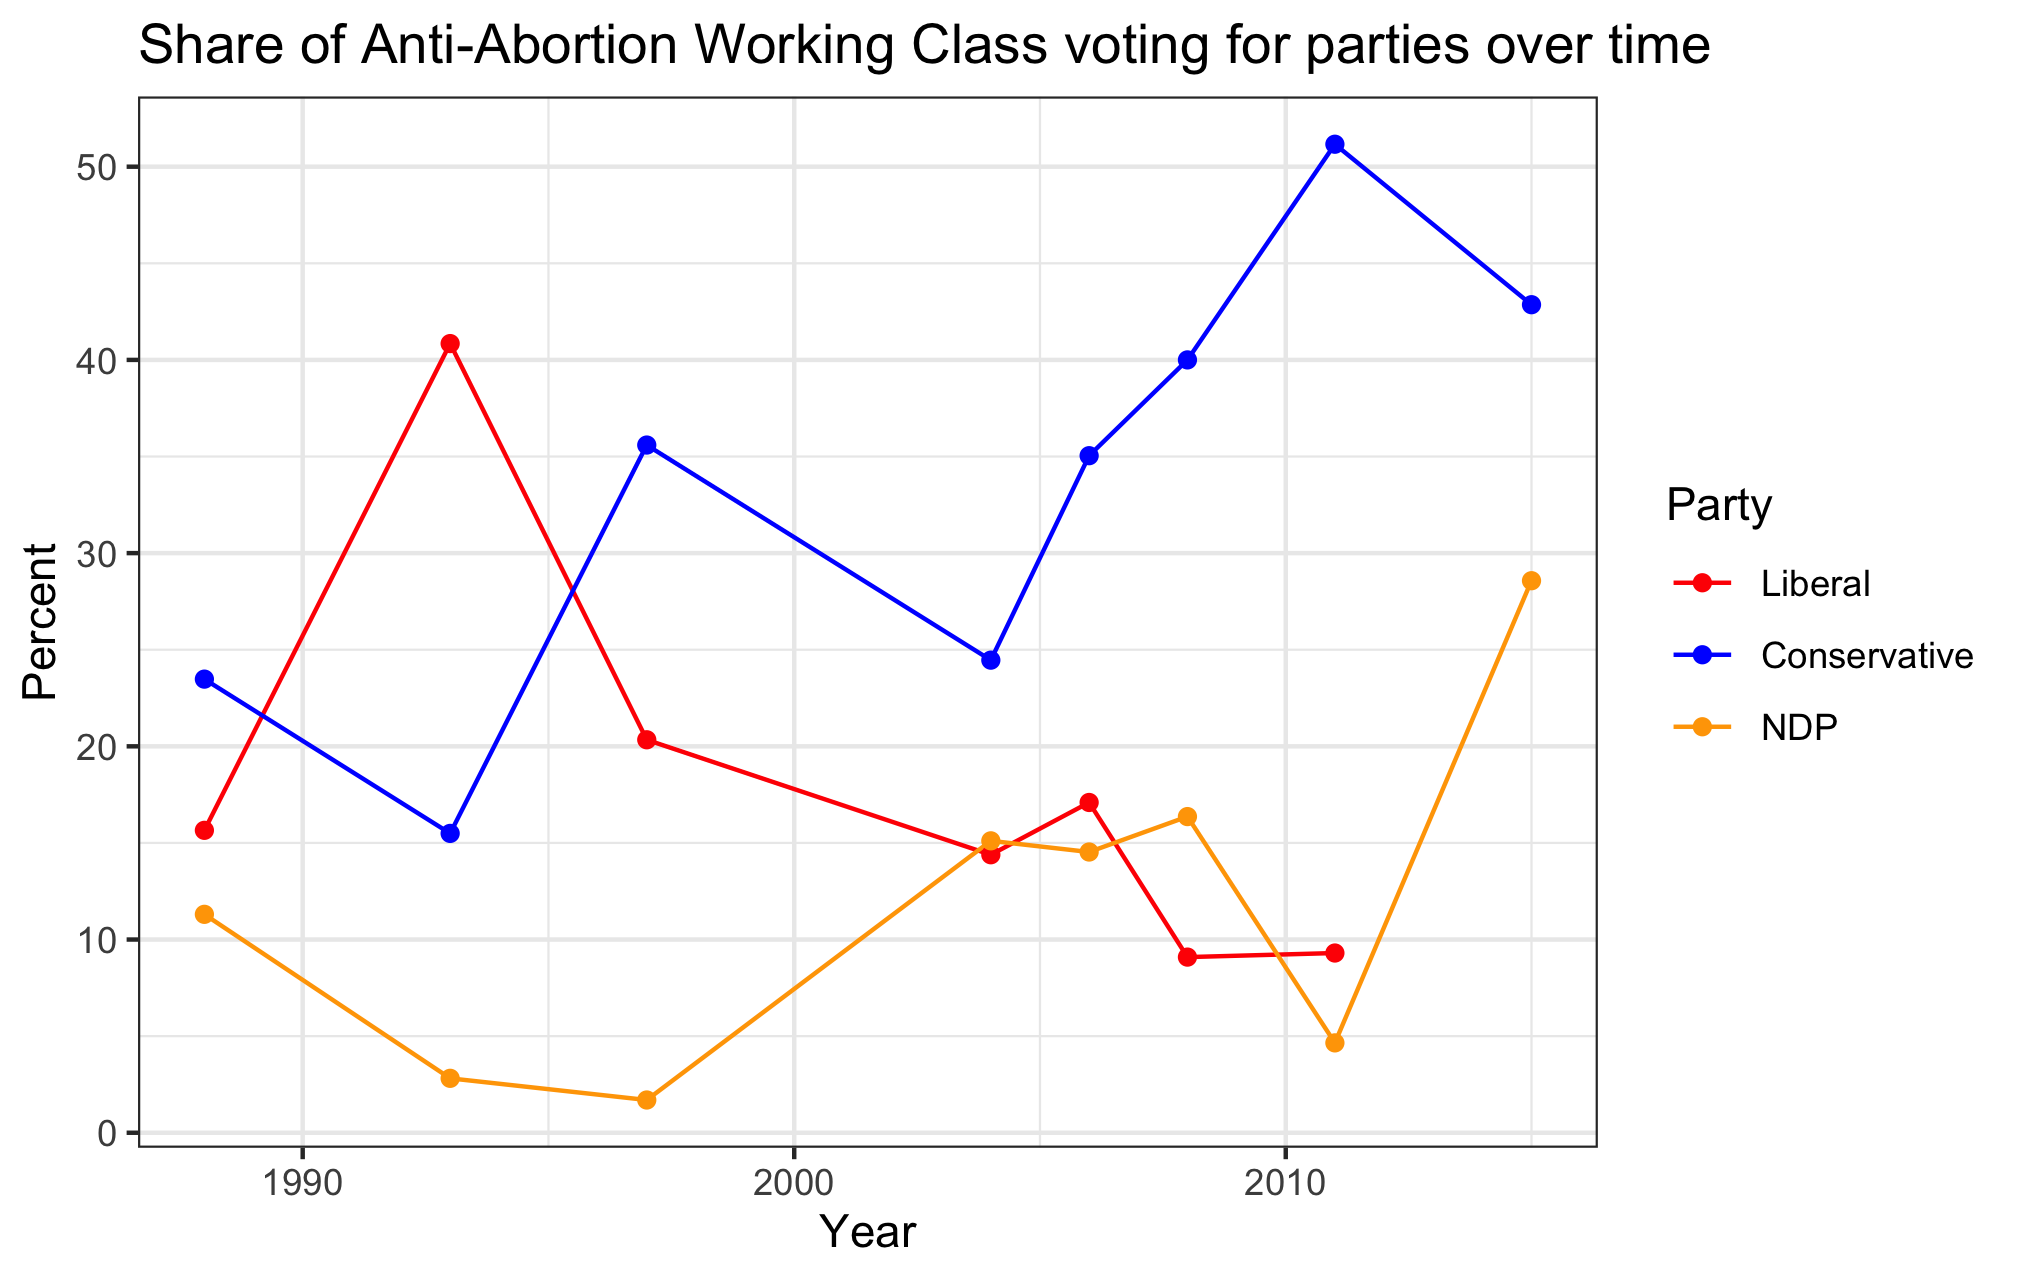 Share of Anti-Abortion Working Class voting for parties over time
Percent
50
40
30
20
10
0
1990 2000 2010
Year
Party
Liberal
Conservative
NDP